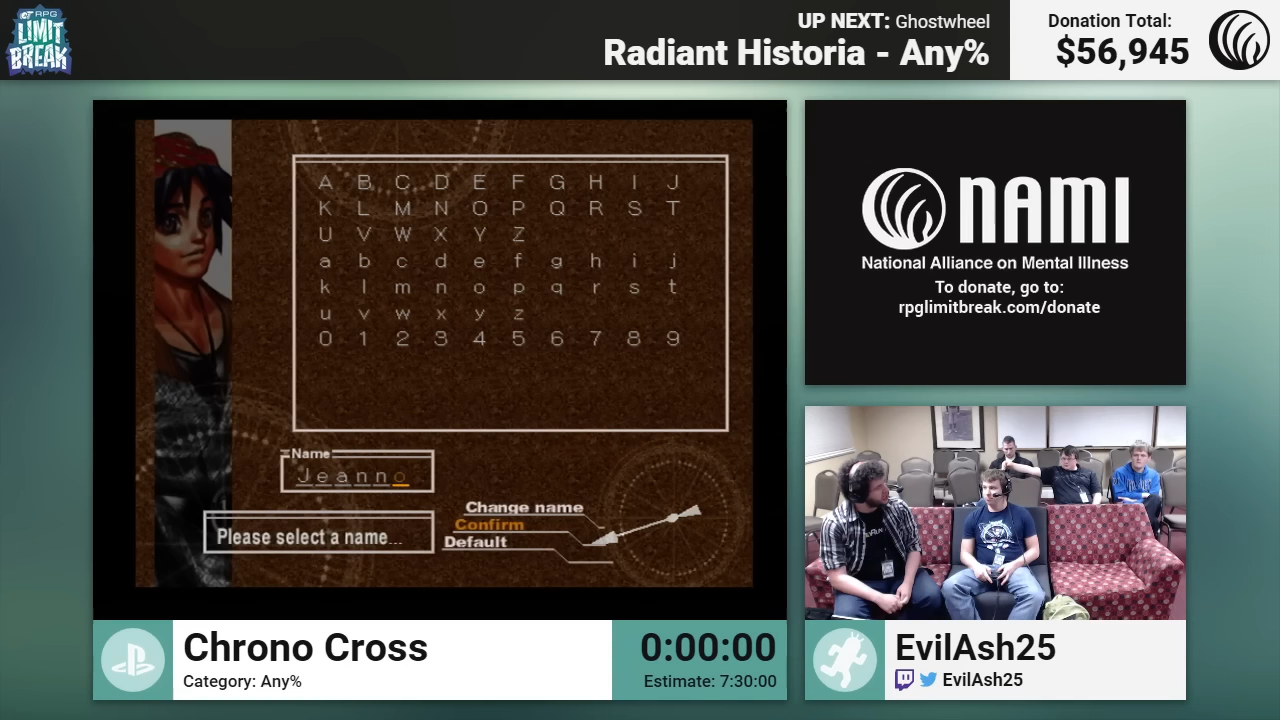 RPG
LIMIT
BREAK
UP NEXT: Ghostwheel
Radiant Historia - Any%
Donation Total:
$56,945
A B C D E F G H I J
K L M N O P Q R S T
U V W X Y Z
a b c d e f g h i j
k l m n o p q r s t
u v w x y z
0 1 2 3 4 5 6 7 8 9
Name
Jeanno
Please select a name...
Change name
Confirm
Default
NAMI
National Alliance on Mental Illness
To donate, go to:
rpglimitbreak.com/donate
Chrono Cross
Category: Any%
0:00:00
Estimate: 7:30:00
EvilAsh25
EvilAsh25